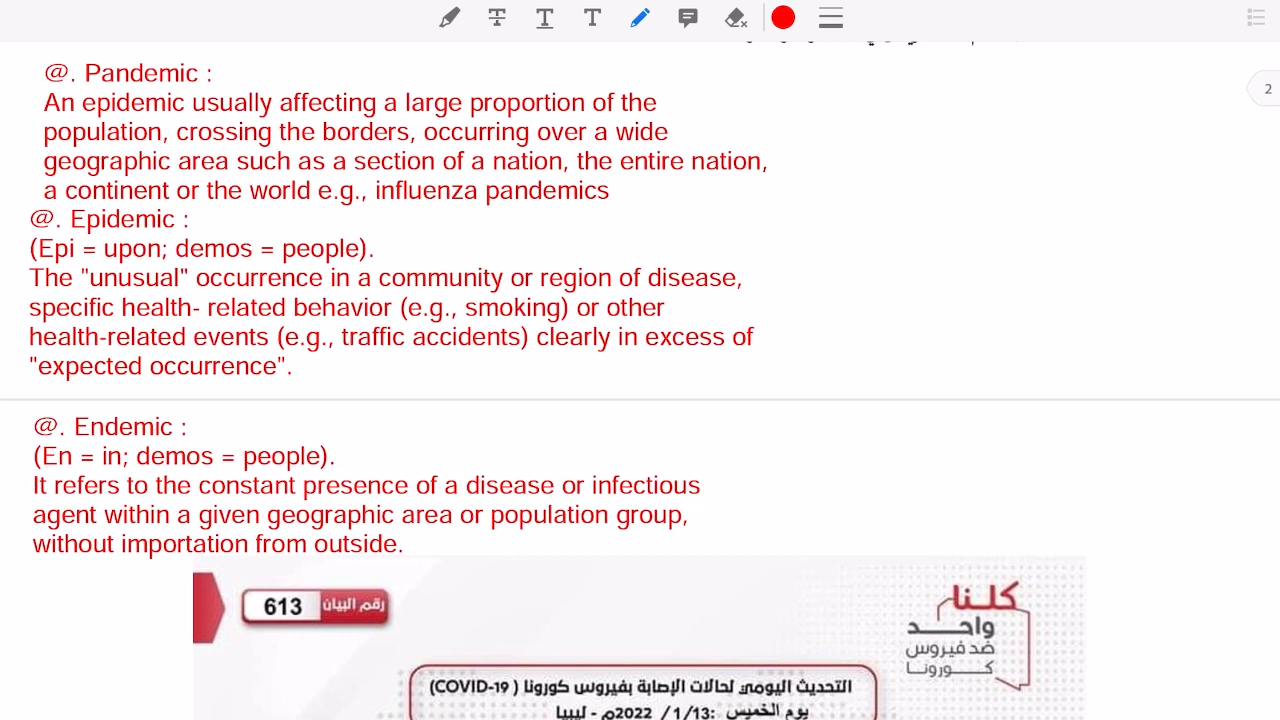 2
@. Pandemic :
An epidemic usually affecting a large proportion of the
population, crossing the borders, occurring over a wide
geographic area such as a section of a nation, the entire nation,
a continent or the world e.g., influenza pandemics
@. Epidemic :
(Epi = upon; demos = people).
The "unusual" occurrence in a community or region of disease,
specific health- related behavior (e.g., smoking) or other
health-related events (e.g., traffic accidents) clearly in excess of
"expected occurrence".
@. Endemic :
(En = in; demos = people).
It refers to the constant presence of a disease or infectious
agent within a given geographic area or population group,
without importation from outside.
كلنا
واحد
ضد فيروس
كورونا
رقم البيان 613
التحديث اليومي لحالات الإصابة بفيروس كورونا ( COVID-19)
يوم الخميس :1/13/ 2022م - ليبيا